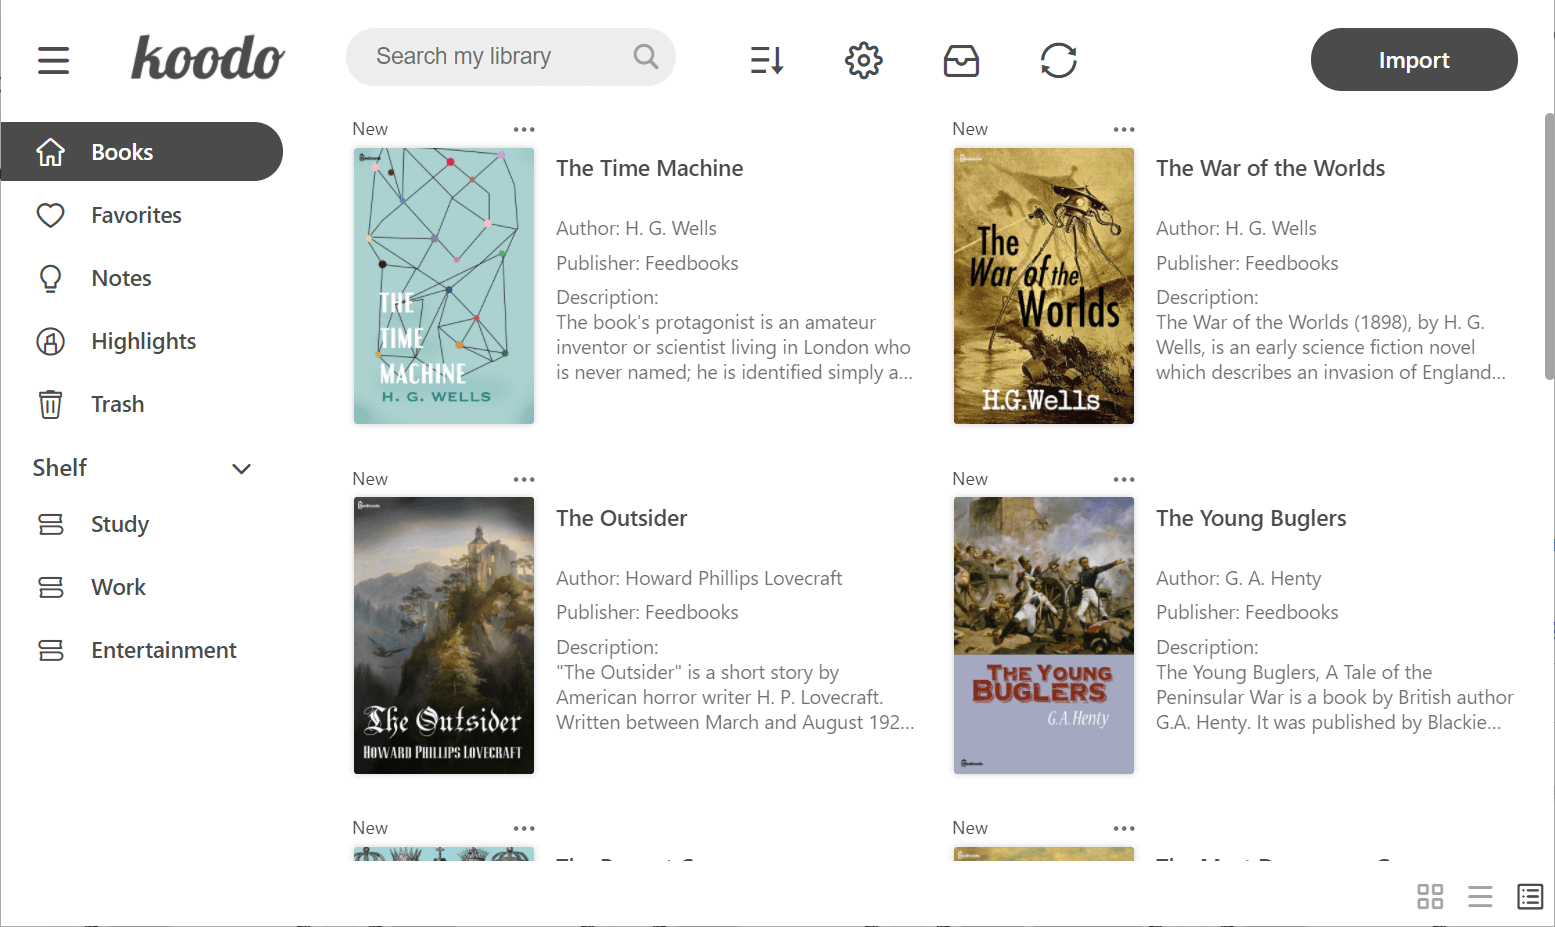 koodo
Search my library
Import
Books
Favorites
Notes
Highlights
Trash
Shelf
Study
Work
Entertainment
New
THE
TIME
MACHINE
H. G. WELLS
The Time Machine
Author: H. G. Wells
Publisher: Feedbooks
Description:
The book's protagonist is an amateur
inventor or scientist living in London who
is never named; he is identified simply a...
New
The
War of the
Worlds
H.G.Wells
The War of the Worlds
Author: H. G. Wells
Publisher: Feedbooks
Description:
The War of the Worlds (1898), by H. G.
Wells, is an early science fiction novel
which describes an invasion of England...
New
The Outsider
HOWARD PHILLIPS LOVECRAFT
The Outsider
Author: Howard Phillips Lovecraft
Publisher: Feedbooks
Description:
"The Outsider" is a short story by
American horror writer H. P. Lovecraft.
Written between March and August 192...
New
THE YOUNG
BUGLERS
G.A.Henty
The Young Buglers
Author: G. A. Henty
Publisher: Feedbooks
Description:
The Young Buglers, A Tale of the
Peninsular War is a book by British author
G.A. Henty. It was published by Blackie...
New
New